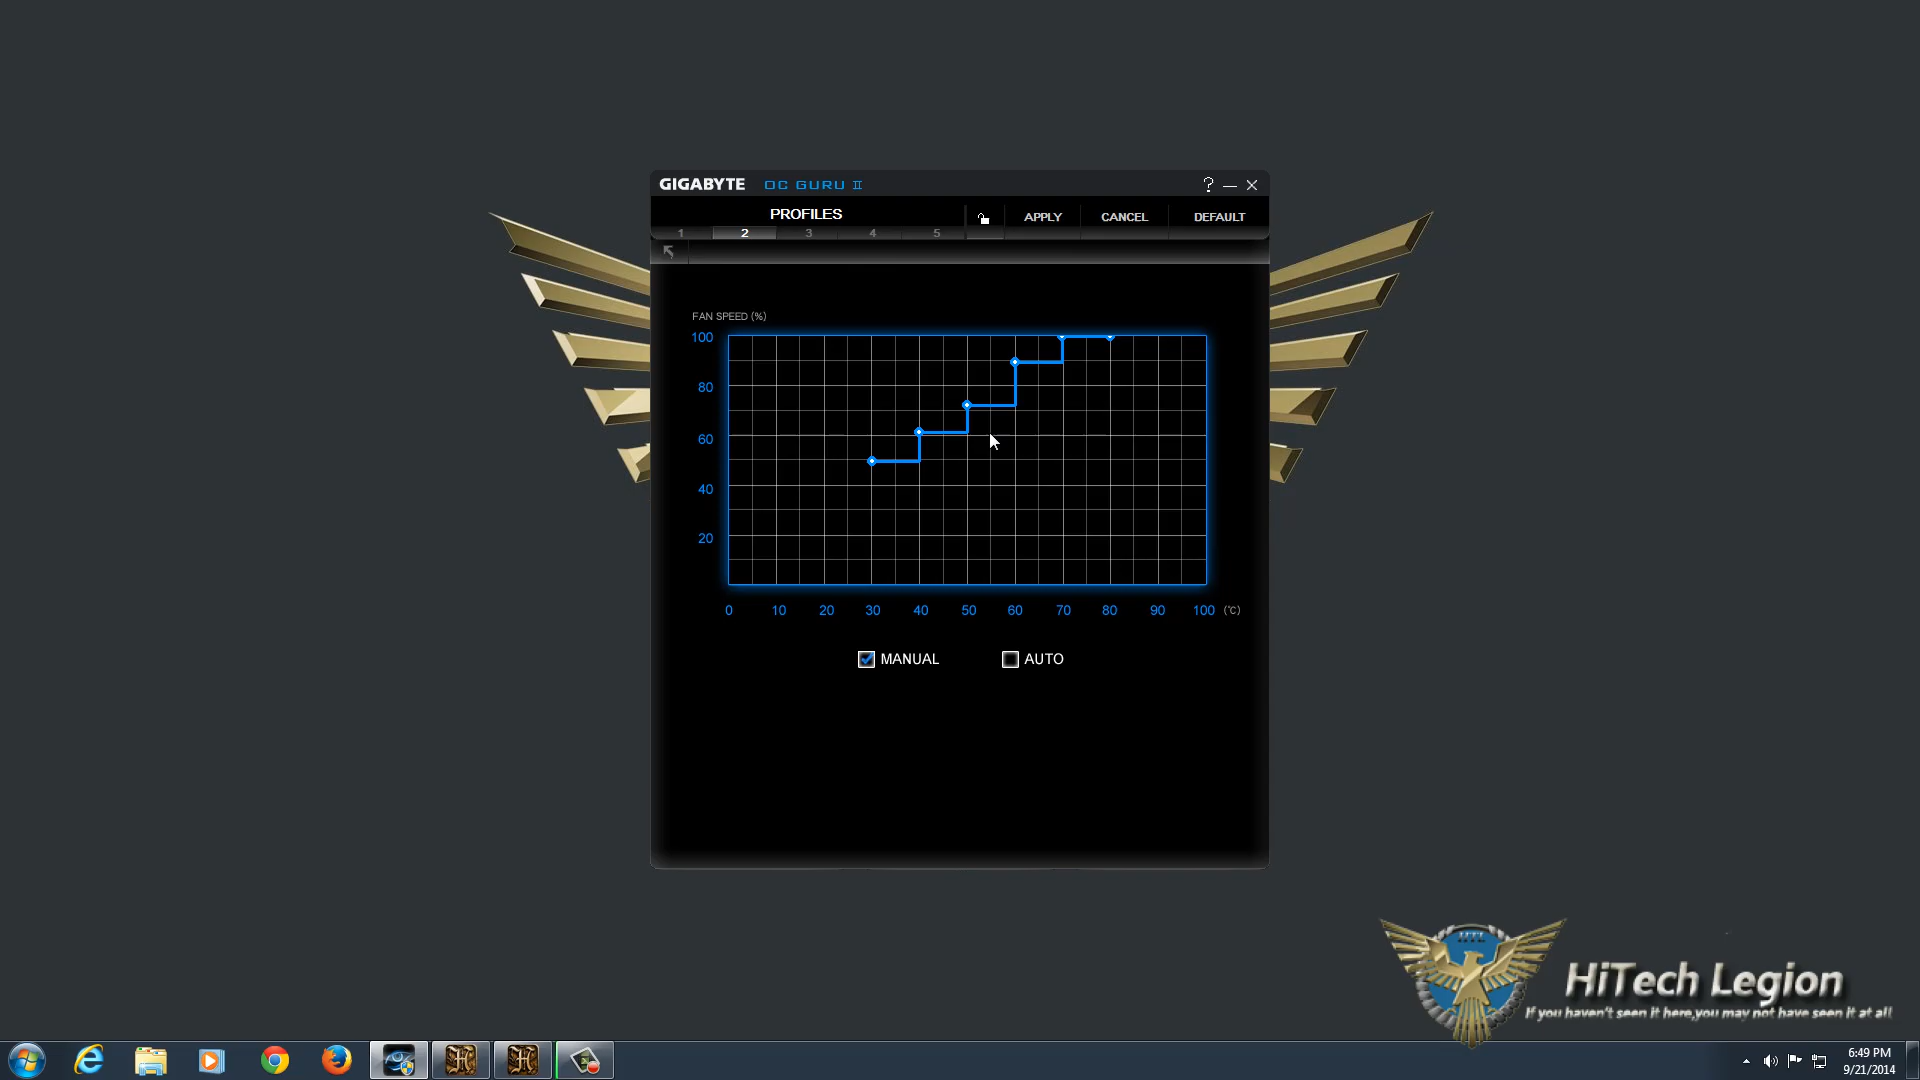 GIGABYTE OC GURU II ?
PROFILES APPLY CANCEL DEFAULT
1 2 3 4 5
FAN SPEED (%)
100
80
60
40
20
0 10 20 30 40 50 60 70 80 90 100 (℃)
MANUAL AUTO
HiTech Legion
If you haven't seen it here,you may not have seen it at all
6:49 PM
9/21/2014